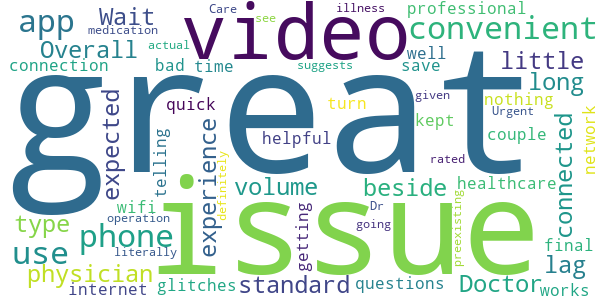 Care
illness
professional
see
Wait
video
app
medication
convenient
Overall
actual
connection
bad
time
suggests
save
well
little
great
long
expected
quick
turn
given
Urgent
nothing
network
telling
experience
helpful
kept
couple
connected
definitely
rated
type
use
wifi
volume
beside
healthcare
preexisting
operation
Dr
phone
literally
getting
going
issue
final
physician
lag
internet
glitches
standard
questions
Doctor
works